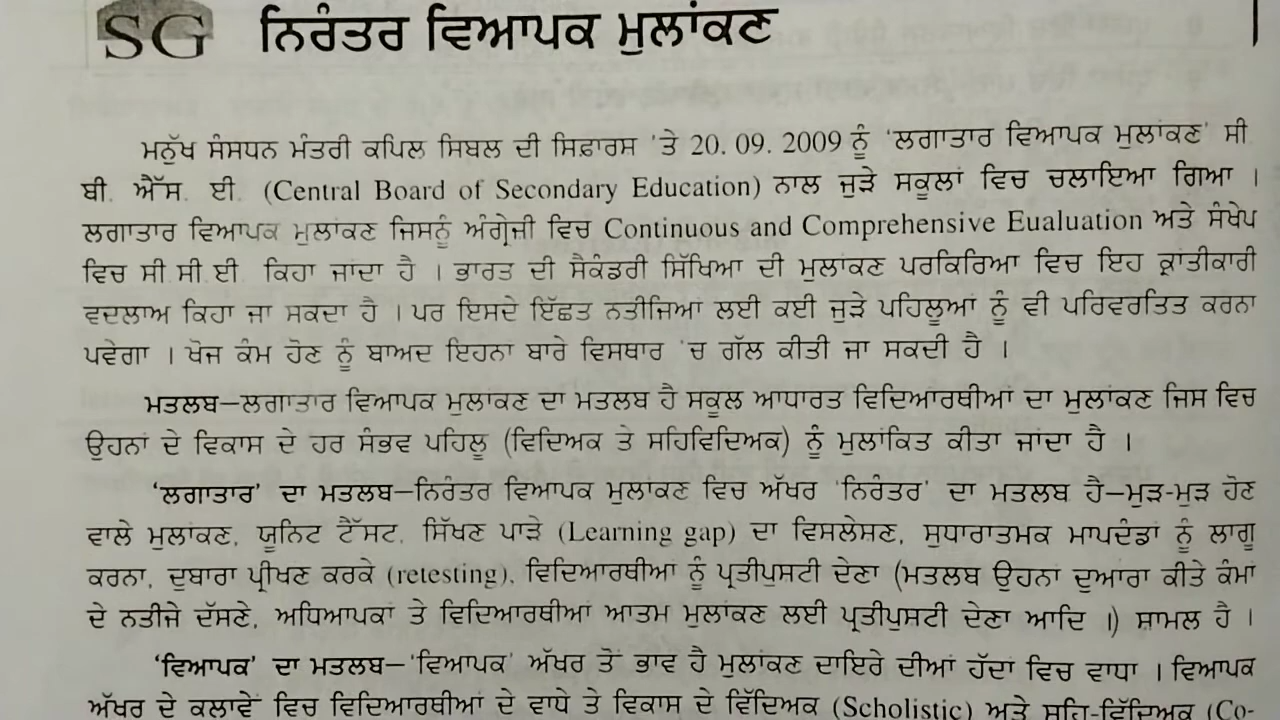 SG ਨਿਰੰਤਰ ਵਿਆਪਕ ਮੁਲਾਂਕਣ
ਮਨੁੱਖ ਸੰਸਧਨ ਮੰਤਰੀ ਕਪਿਲ ਸਿਬਲ ਦੀ ਸਿਫ਼ਾਰਸ਼ 'ਤੇ 20. 09. 2009 ਨੂੰ 'ਲਗਾਤਾਰ ਵਿਆਪਕ ਮੁਲਾਂਕਣ' ਸੀ.
ਬੀ. ਐੱਸ. ਈ. (Central Board of Secondary Education) ਨਾਲ ਜੁੜੇ ਸਕੂਲਾਂ ਵਿਚ ਚਲਾਇਆ ਗਿਆ ।
ਲਗਾਤਾਰ ਵਿਆਪਕ ਮੁਲਾਂਕਣ ਜਿਸਨੂੰ ਅੰਗ੍ਰੇਜ਼ੀ ਵਿਚ Continuous and Comprehensive Eualuation ਅਤੇ ਸੰਖੇਪ
ਵਿਚ ਸੀ.ਸੀ.ਈ. ਕਿਹਾ ਜਾਂਦਾ ਹੈ । ਭਾਰਤ ਦੀ ਸੈਕੰਡਰੀ ਸਿੱਖਿਆ ਦੀ ਮੁਲਾਂਕਣ ਪਰਕਿਰਿਆ ਵਿਚ ਇਹ ਕ੍ਰਾਂਤੀਕਾਰੀ
ਵਦਲਾਅ ਕਿਹਾ ਜਾ ਸਕਦਾ ਹੈ । ਪਰ ਇਸਦੇ ਇੱਛਤ ਨਤੀਜਿਆਂ ਲਈ ਕਈ ਜੁੜੇ ਪਹਿਲੂਆਂ ਨੂੰ ਵੀ ਪਰਿਵਰਤਿਤ ਕਰਨਾ
ਪਵੇਗਾ । ਖੋਜ ਕੰਮ ਹੋਣ ਨੂੰ ਬਾਅਦ ਇਹਨਾਂ ਬਾਰੇ ਵਿਸਥਾਰ 'ਚ ਗੱਲ ਕੀਤੀ ਜਾ ਸਕਦੀ ਹੈ ।
ਮਤਲਬ–ਲਗਾਤਾਰ ਵਿਆਪਕ ਮੁਲਾਂਕਣ ਦਾ ਮਤਲਬ ਹੈ ਸਕੂਲ ਆਧਾਰਤ ਵਿਦਿਆਰਥੀਆਂ ਦਾ ਮੁਲਾਂਕਣ ਜਿਸ ਵਿਚ
ਉਹਨਾਂ ਦੇ ਵਿਕਾਸ ਦੇ ਹਰ ਸੰਭਵ ਪਹਿਲੂ (ਵਿਦਿਅਕ ਤੇ ਸਹਿਵਿਦਿਅਕ) ਨੂੰ ਮੁਲਾਂਕਿਤ ਕੀਤਾ ਜਾਂਦਾ ਹੈ ।
'ਲਗਾਤਾਰ' ਦਾ ਮਤਲਬ–ਨਿਰੰਤਰ ਵਿਆਪਕ ਮੁਲਾਂਕਣ ਵਿਚ ਅੱਖਰ 'ਨਿਰੰਤਰ' ਦਾ ਮਤਲਬ ਹੈ–ਮੁੜ-ਮੁੜ ਹੋਣ
ਵਾਲੇ ਮੁਲਾਂਕਣ, ਯੂਨਿਟ ਟੈੱਸਟ, ਸਿੱਖਣ ਪਾੜੇ (Learning gap) ਦਾ ਵਿਸਲੇਸਣ, ਸੁਧਾਰਾਤਮਕ ਮਾਪਦੰਡਾਂ ਨੂੰ ਲਾਗੂ
ਕਰਨਾ, ਦੁਬਾਰਾ ਪ੍ਰੀਖਣ ਕਰਕੇ (retesting), ਵਿਦਿਆਰਥੀਆਂ ਨੂੰ ਪ੍ਰਤੀਪੁਸ਼ਟੀ ਦੇਣਾ (ਮਤਲਬ ਉਹਨਾਂ ਦੁਆਂਰਾ ਕੀਤੇ ਕੰਮਾਂ
ਦੇ ਨਤੀਜੇ ਦੱਸਣੇ, ਅਧਿਆਪਕਾਂ ਤੇ ਵਿਦਿਆਰਥੀਆਂ ਆਤਮ ਮੁਲਾਂਕਣ ਲਈ ਪ੍ਰਤੀਪੁਸ਼ਟੀ ਦੇਣਾ ਆਦਿ ।) ਸ਼ਾਮਲ ਹੈ ।
'ਵਿਆਪਕ' ਦਾ ਮਤਲਬ–'ਵਿਆਪਕ' ਅੱਖਰ ਤੋਂ ਭਾਵ ਹੈ ਮੁਲਾਂਕਣ ਦਾਇਰੇ ਦੀਆਂ ਹੱਦਾਂ ਵਿਚ ਵਾਧਾ । ਵਿਆਪਕ
ਅੱਖਰ ਦੇ ਕਲਾਵੇਂ ਵਿਚ ਵਿਦਿਆਰਥੀਆਂ ਦੇ ਵਾਧੇ ਤੇ ਵਿਕਾਸ ਦੇ ਵਿੱਦਿਅਕ (Scholistic) ਅਤੇ ਸਹਿ-ਵਿੱਦਿਅਕ (Co-